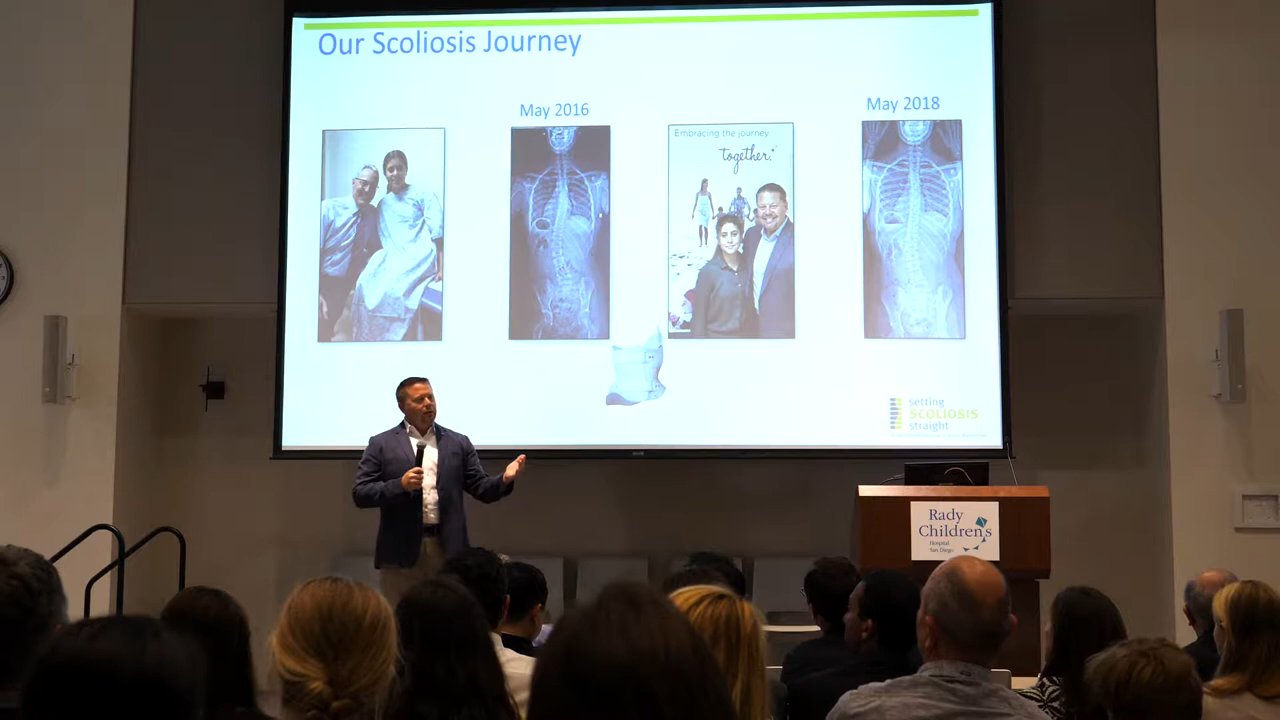 Our Scoliosis Journey
May 2016
May 2018
Embracing the journey
together.
setting
SCOLIOSIS
straight
Rady
Children's
Hospital
San Diego